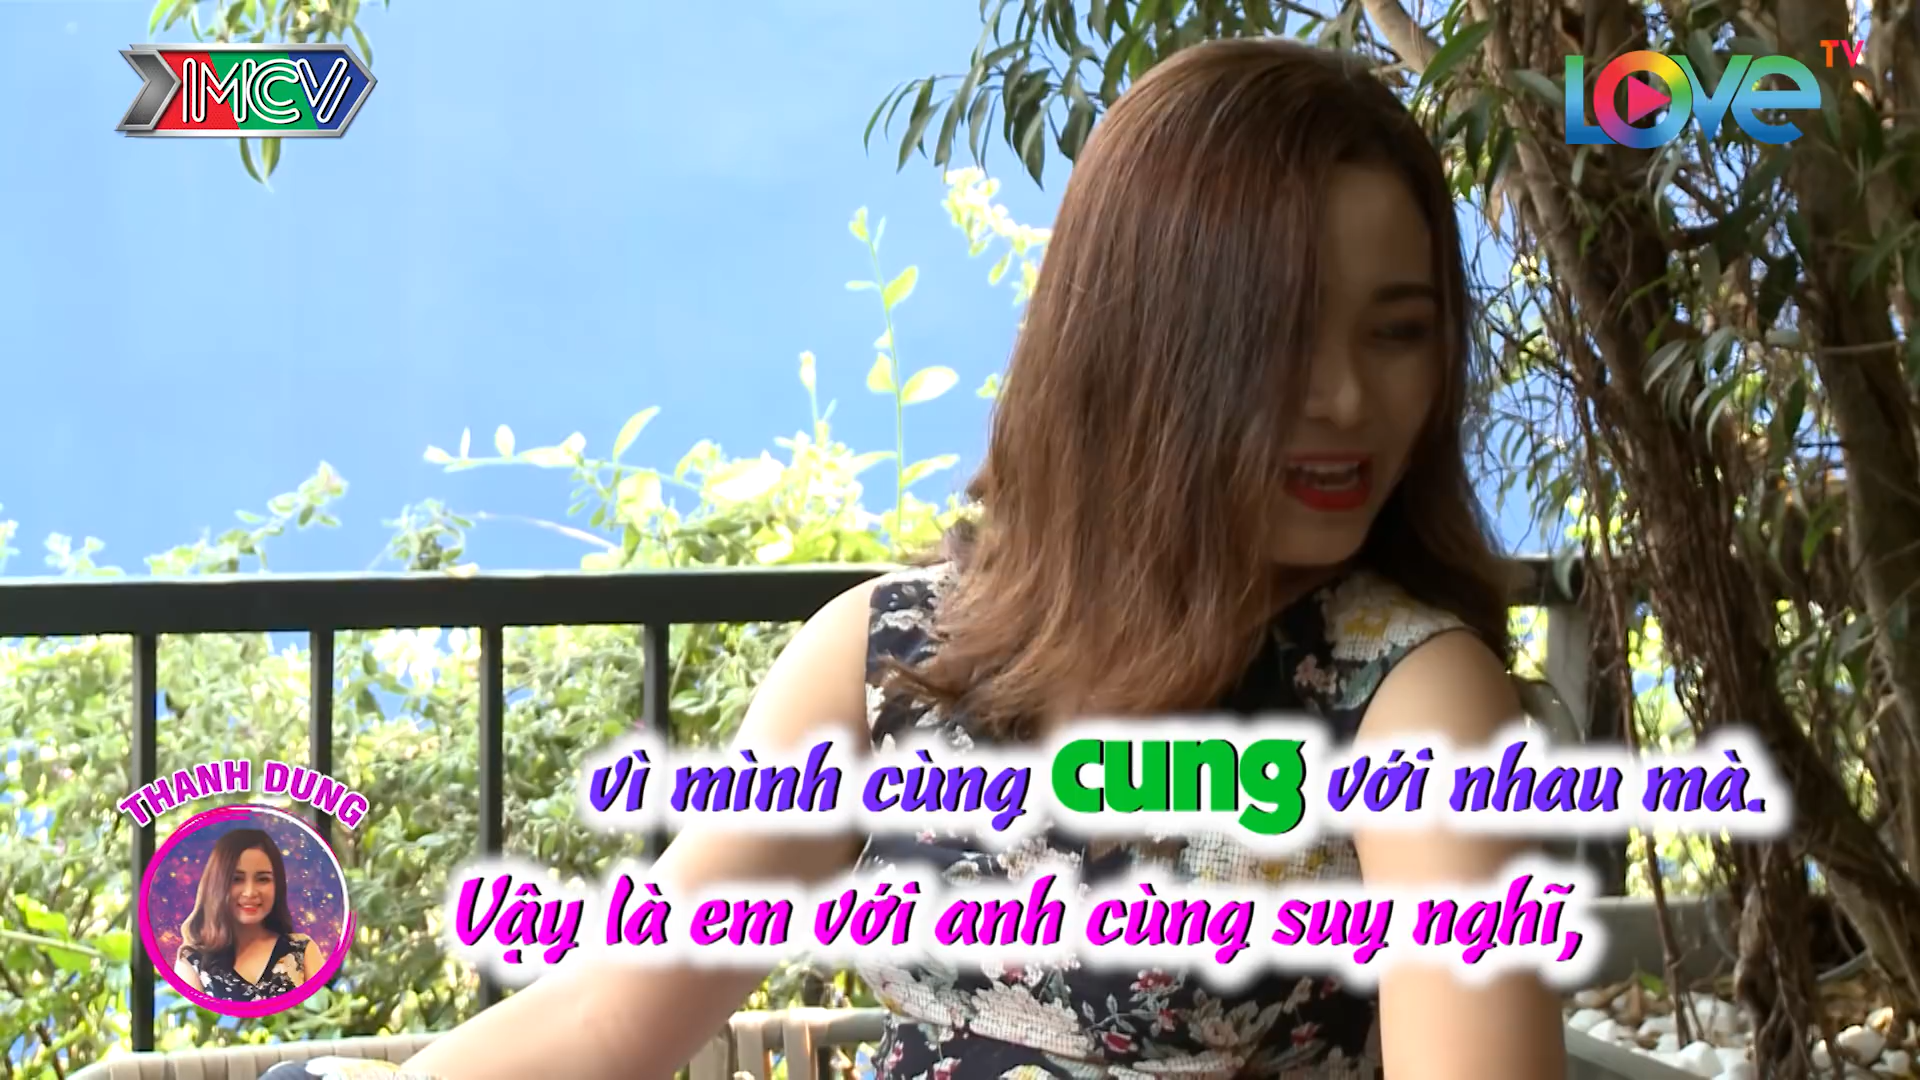 MCV
LOVE TV
vì mình cùng cung với nhau mà.
THANH DUNG
Vậy là em với anh cùng suy nghĩ,